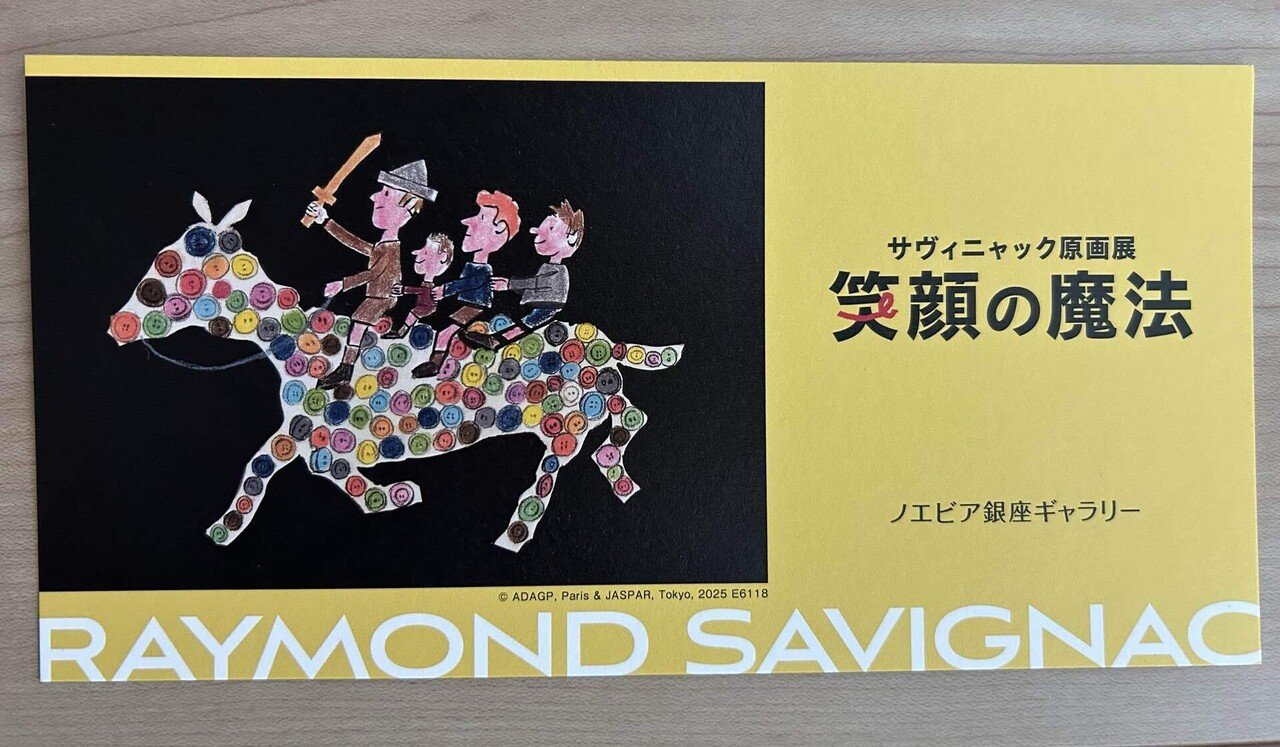 サヴィニャック原画展
笑顔の魔法
ノエビア銀座ギャラリー
© ADAGP, Paris & JASPAR, Tokyo, 2025 E6118
RAYMOND SAVIGNAC